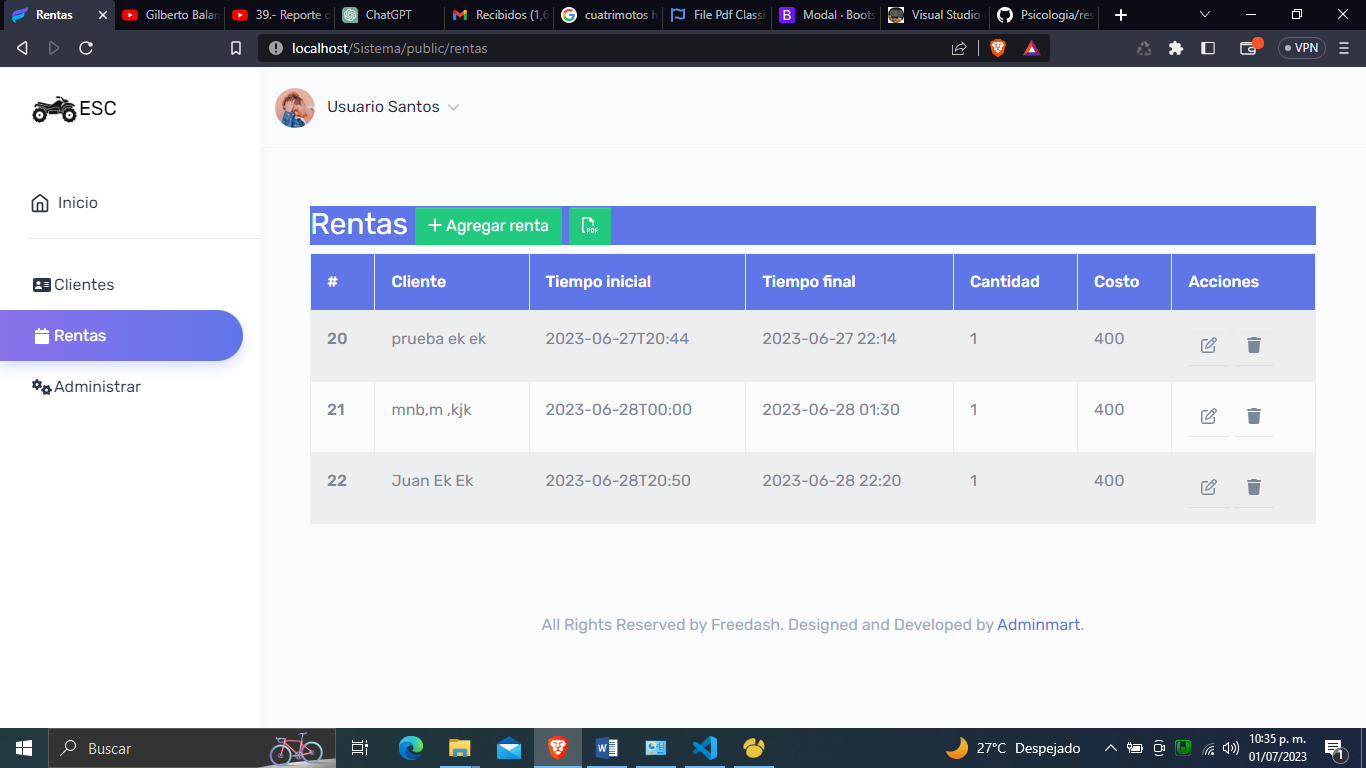 Rentas
Gilberto Balan
39.- Reporte c
ChatGPT
Recibidos (1,6
cuatrimotos h
File Pdf Classi
Modal · Boots
Visual Studio
Psicologia/res
localhost/Sistema/public/rentas
VPN
ESC
Usuario Santos
Inicio
Clientes
Rentas
Administrar
Rentas
Agregar renta
PDF
# Cliente Tiempo inicial Tiempo final Cantidad Costo Acciones
20 prueba ek ek 2023-06-27T20:44 2023-06-27 22:14 1 400
21 mnb,m ,kjk 2023-06-28T00:00 2023-06-28 01:30 1 400
22 Juan Ek Ek 2023-06-28T20:50 2023-06-28 22:20 1 400
All Rights Reserved by Freedash. Designed and Developed by Adminmart.
Buscar
27°C Despejado
10:35 p. m.
01/07/2023
1